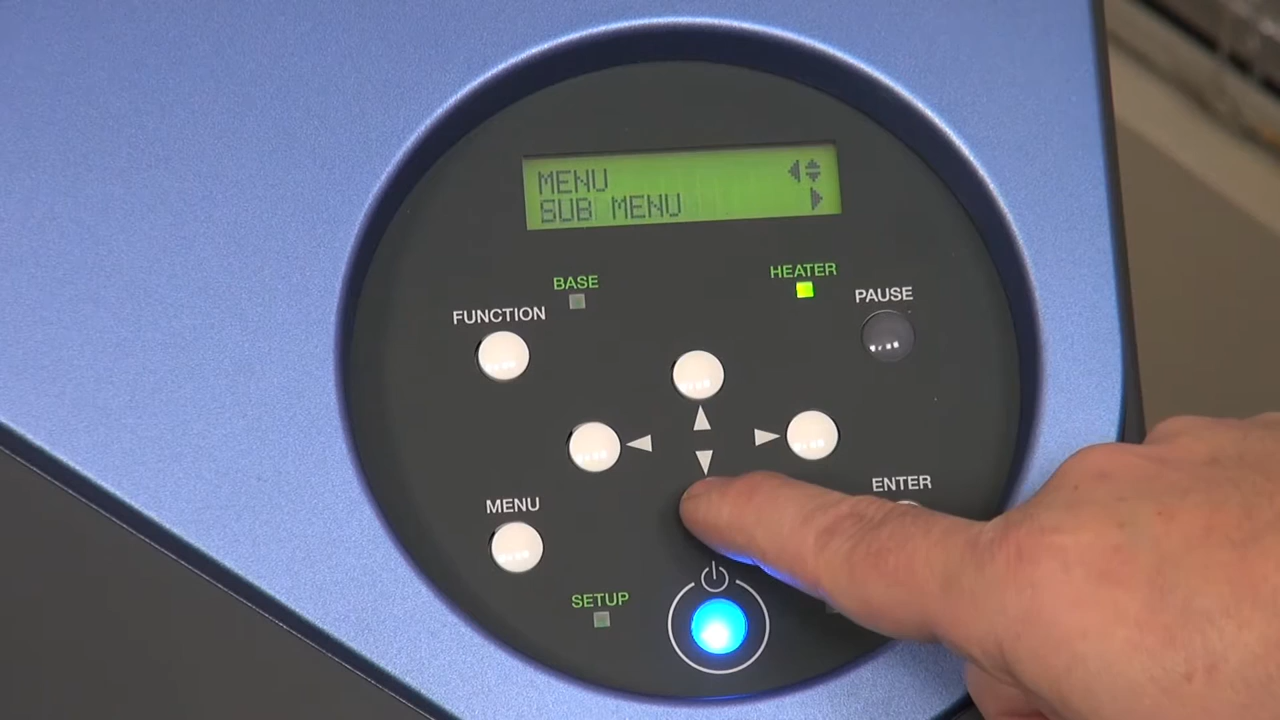 MENU
SUB MENU
BASE
HEATER
FUNCTION
PAUSE
ENTER
MENU
SETUP